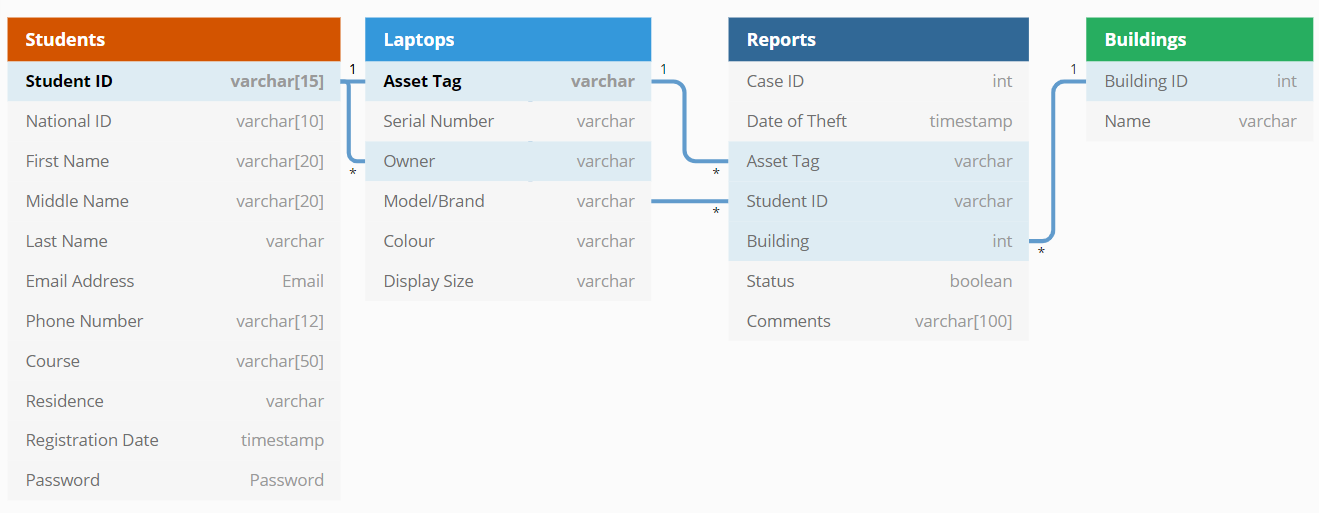 Students
Student ID varchar[15]
National ID varchar[10]
First Name varchar[20]
Middle Name varchar[20]
Last Name varchar
Email Address Email
Phone Number varchar[12]
Course varchar[50]
Residence varchar
Registration Date timestamp
Password Password
1
*
Laptops
Asset Tag varchar
Serial Number varchar
Owner varchar
Model/Brand varchar
Colour varchar
Display Size varchar
1
*
*
Reports
Case ID int
Date of Theft timestamp
Asset Tag varchar
Student ID varchar
Building int
Status boolean
Comments varchar[100]
1
*
Buildings
Building ID int
Name varchar